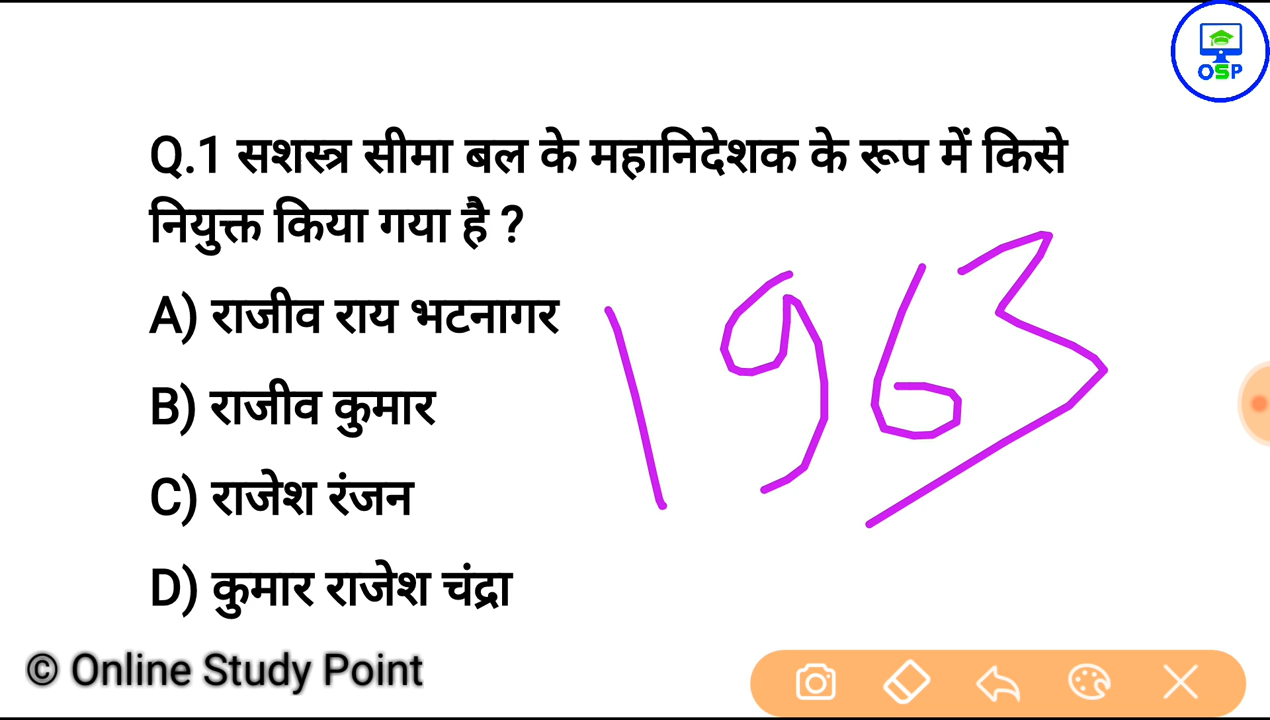 OSP
Q.1 सशस्त्र सीमा बल के महानिदेशक के रूप में किसे
नियुक्त किया गया है ?
A) राजीव राय भटनागर
B) राजीव कुमार
C) राजेश रंजन
D) कुमार राजेश चंद्रा
1963
© Online Study Point